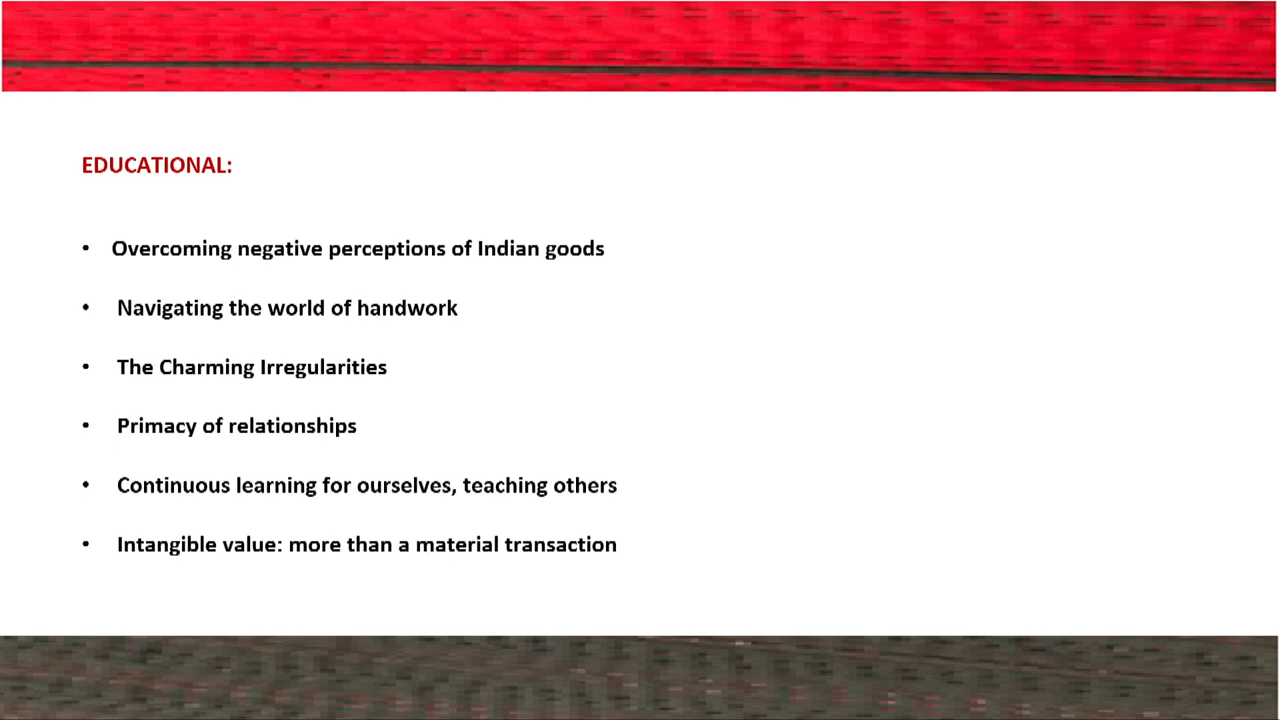 EDUCATIONAL:
• Overcoming negative perceptions of Indian goods
• Navigating the world of handwork
• The Charming Irregularities
• Primacy of relationships
• Continuous learning for ourselves, teaching others
• Intangible value: more than a material transaction